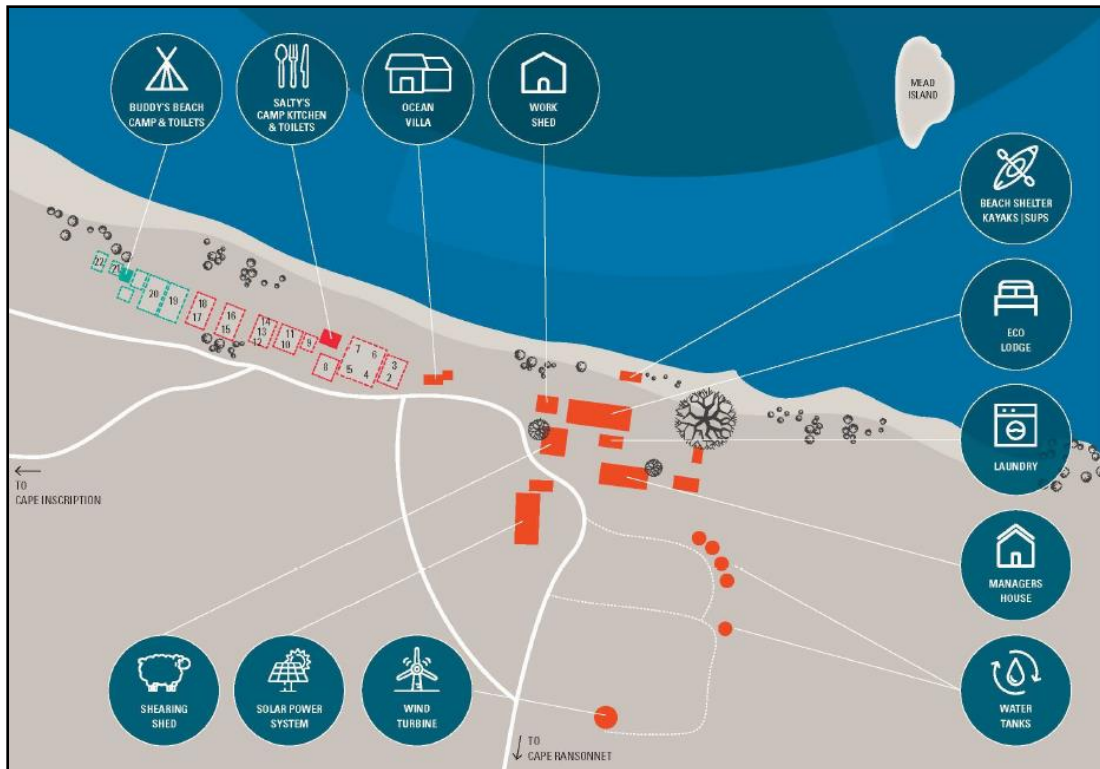 BUDDY'S BEACH
CAMP & TOILETS
SALTY'S
CAMP KITCHEN
& TOILETS
OCEAN
VILLA
WORK
SHED
MEAD
ISLAND
BEACH SHELTER
KAYAKS | SUPS
ECO
LODGE
LAUNDRY
MANAGERS
HOUSE
WATER
TANKS
22
21
20
19
18
17
16
15
14
13
12
11
10
9
8
7
6
5
4
3
2
TO
CAPE INSCRIPTION
SHEARING
SHED
SOLAR POWER
SYSTEM
WIND
TURBINE
TO
CAPE RANSONNET